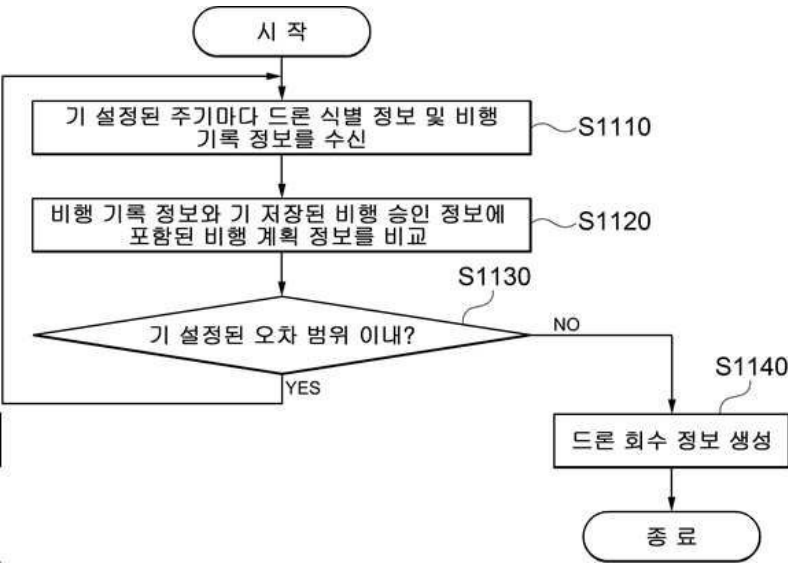 시 작
기 설정된 주기마다 드론 식별 정보 및 비행
기록 정보를 수신
S1110
비행 기록 정보와 기 저장된 비행 승인 정보에
포함된 비행 계획 정보를 비교
S1120
S1130
기 설정된 오차 범위 이내?
NO
YES
S1140
드론 회수 정보 생성
종 료